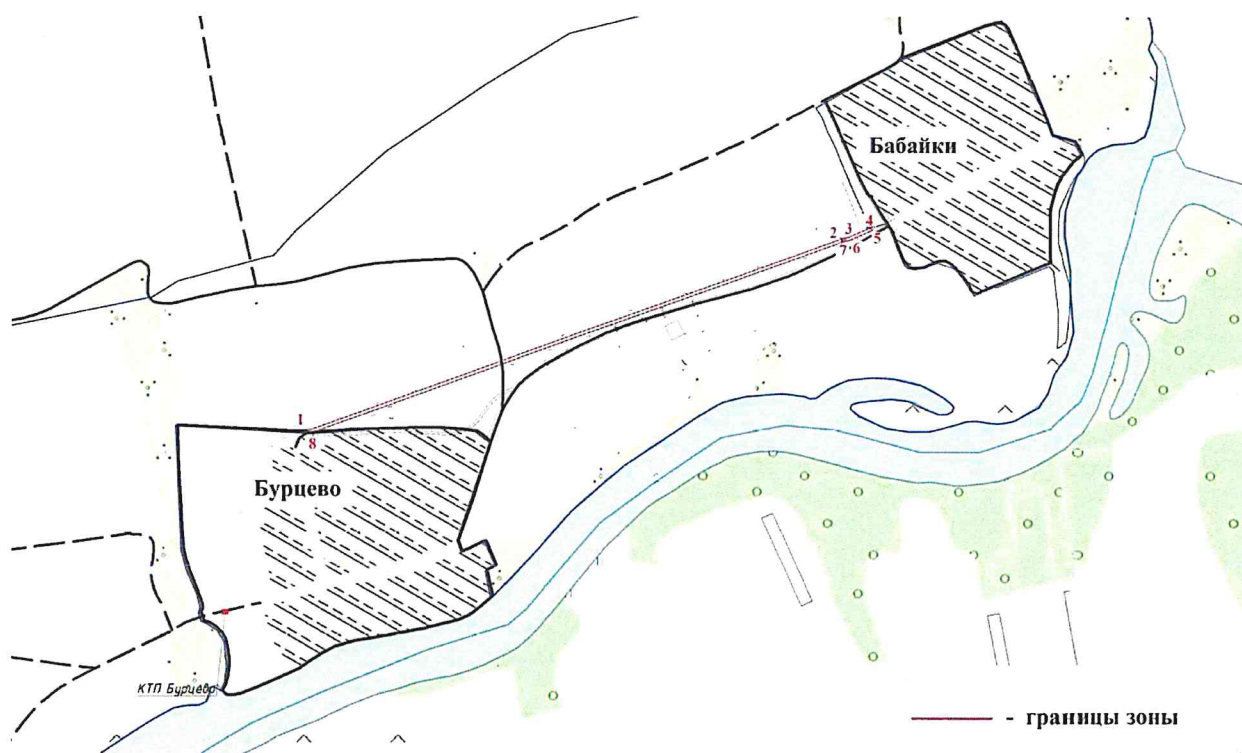 Бабайки
2 3 4
7 6 5
1
8
Бурцево
КТП Бурцево
- границы зоны